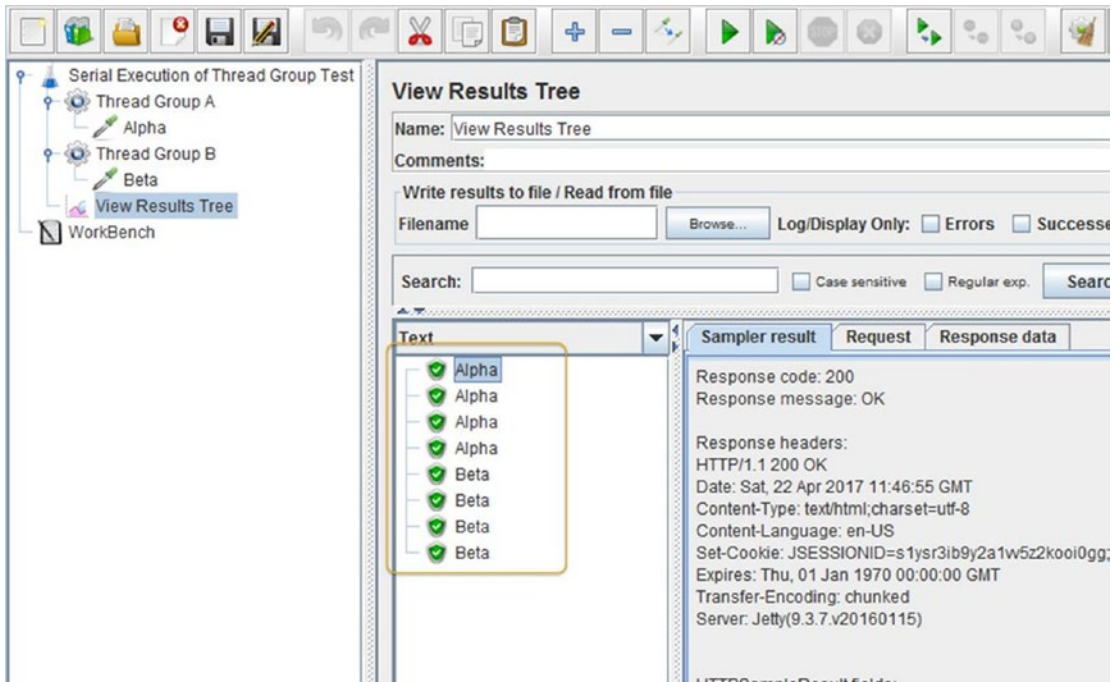 Serial Execution of Thread Group Test
Thread Group A
Alpha
Thread Group B
Beta
View Results Tree
WorkBench
View Results Tree
Name: View Results Tree
Comments:
Write results to file / Read from file
Filename Browse... Log/Display Only: Errors Successe
Search: Case sensitive Regular exp. Searc
Text
Alpha
Alpha
Alpha
Alpha
Beta
Beta
Beta
Beta
Sampler result Request Response data
Response code: 200
Response message: OK
Response headers:
HTTP/1.1 200 OK
Date: Sat, 22 Apr 2017 11:46:55 GMT
Content-Type: text/html;charset=utf-8
Content-Language: en-US
Set-Cookie: JSESSIONID=s1ysr3ib9y2a1w5z2kooi0gg;
Expires: Thu, 01 Jan 1970 00:00:00 GMT
Transfer-Encoding: chunked
Server: Jetty(9.3.7.v20160115)
HTTPSampleResult fields: